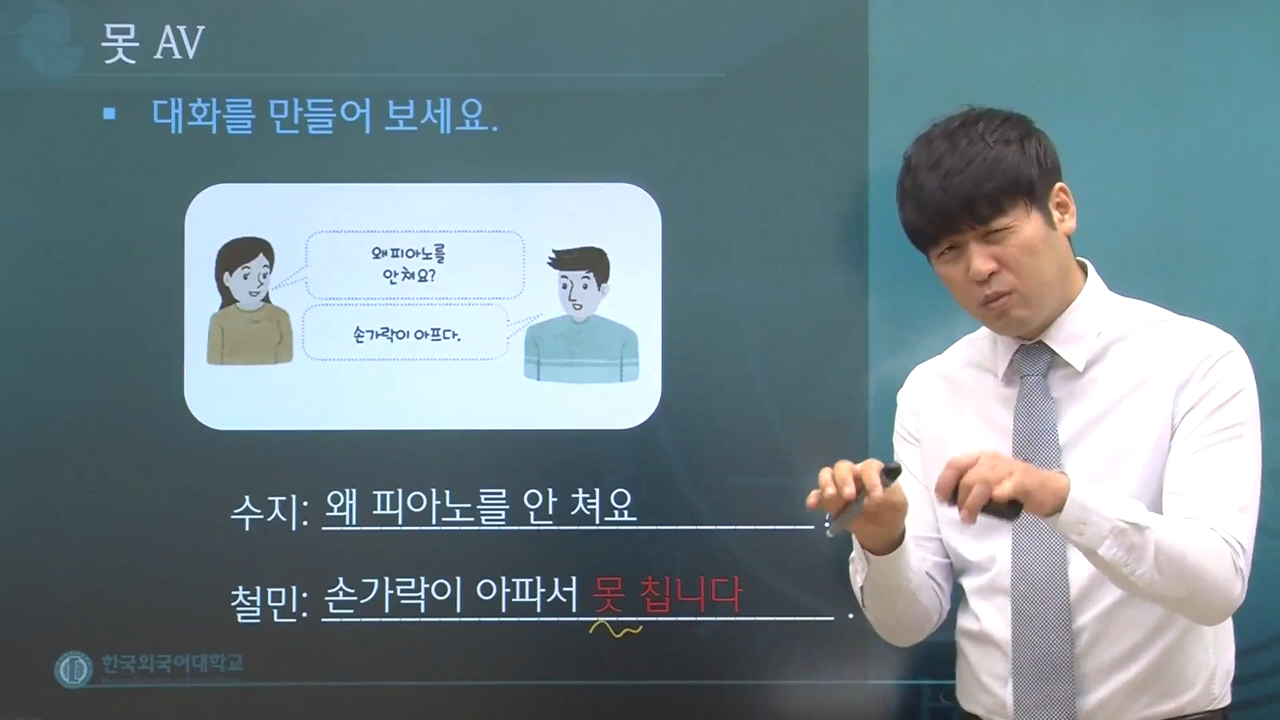 못 AV
▪ 대화를 만들어 보세요.
왜 피아노를
안 쳐요?
손가락이 아프다.
수지: 왜 피아노를 안 쳐요
철민: 손가락이 아파서 못 칩니다.
한국외국어대학교